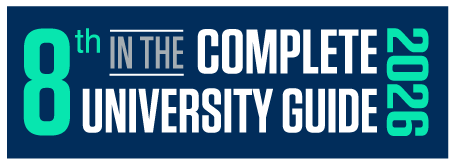 8th IN THE COMPLETE
UNIVERSITY GUIDE
2026